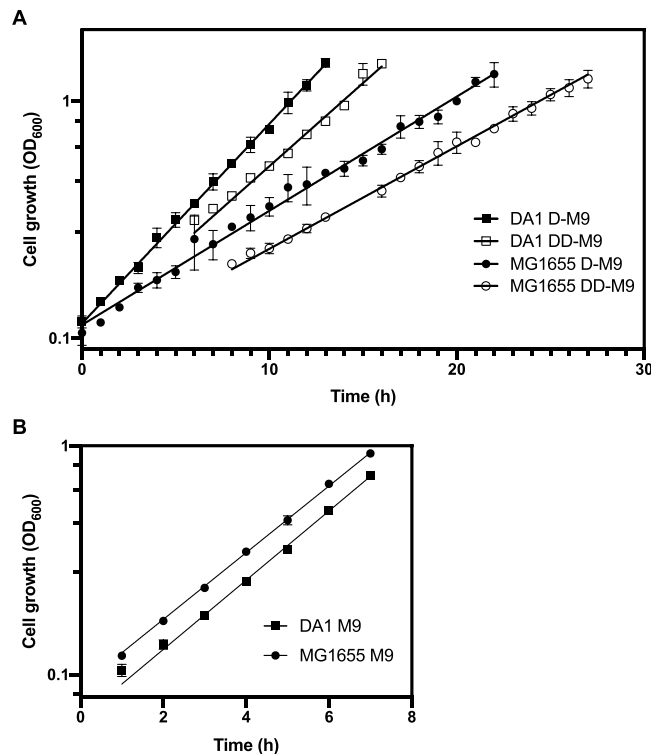 A
Cell growth (OD600)
1
0.1
DA1 D-M9
DA1 DD-M9
MG1655 D-M9
MG1655 DD-M9
0 10 20 30
Time (h)
B
Cell growth (OD600)
1
0.1
DA1 M9
MG1655 M9
0 2 4 6 8
Time (h)